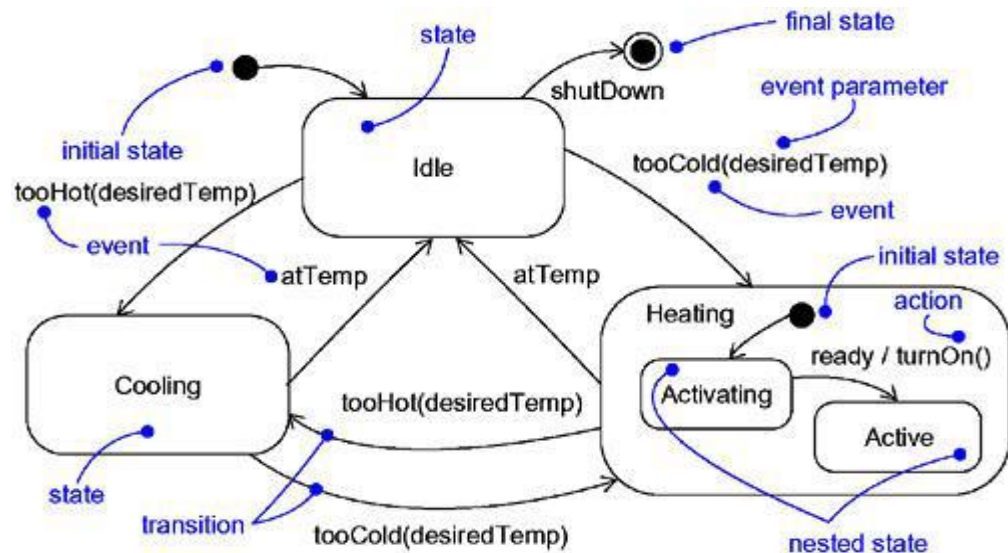 state
final state
shutDown
event parameter
initial state
Idle
tooCold(desiredTemp)
tooHot(desiredTemp)
event
event
atTemp
atTemp
initial state
Heating
action
ready / turnOn()
Cooling
tooHot(desiredTemp)
Activating
Active
state
transition
tooCold(desiredTemp)
nested state